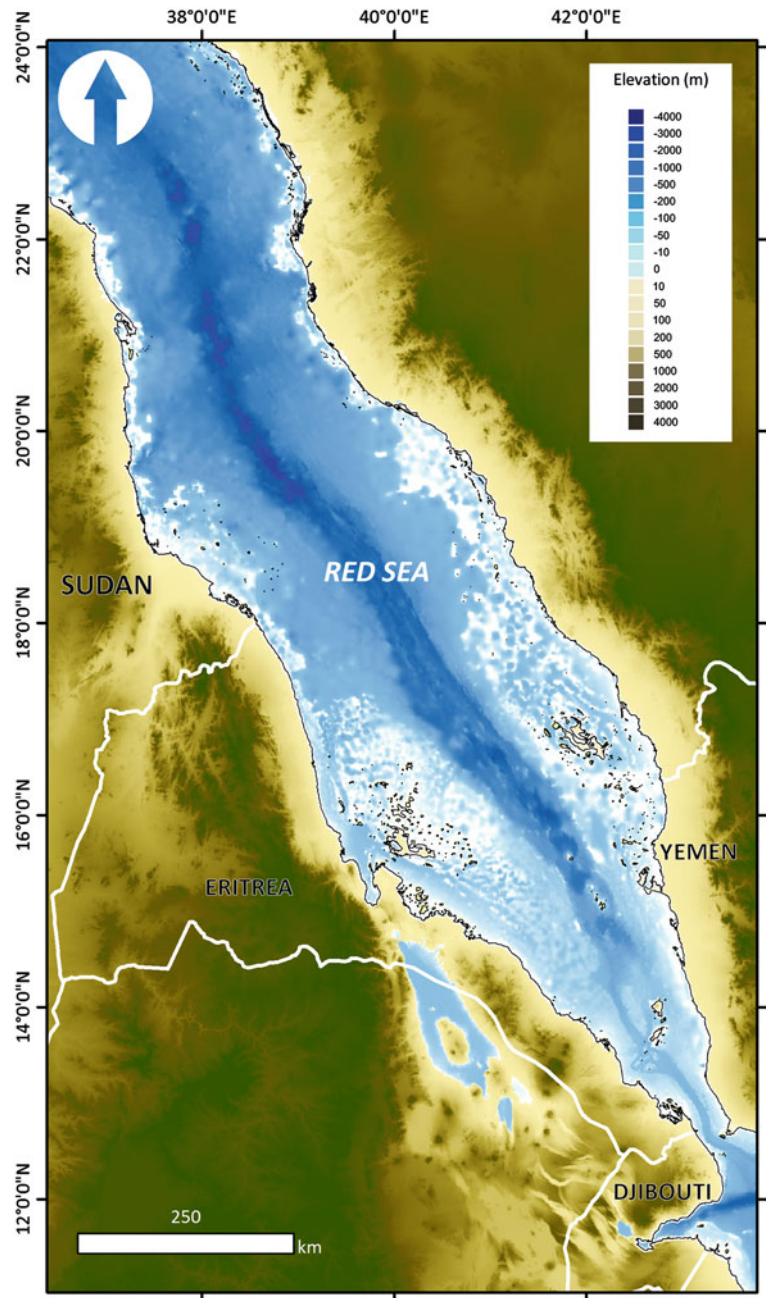 38°0'0"E 40°0'0"E 42°0'0"E
24°0'0"N
22°0'0"N
20°0'0"N
18°0'0"N
16°0'0"N
14°0'0"N
12°0'0"N
Elevation (m)
-4000
-3000
-2000
-1000
-500
-200
-100
-50
-10
0
10
50
100
200
500
1000
2000
3000
4000
RED SEA
SUDAN
YEMEN
ERITREA
DJIBOUTI
250
km